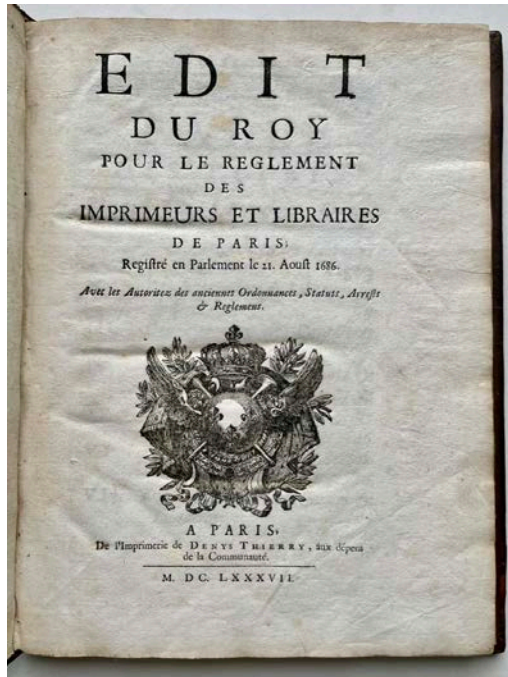 EDIT
DU ROY
POUR LE REGLEMENT
DES
IMPRIMEURS ET LIBRAIRES
DE PARIS,
Regiſtré en Parlement le 21. Aouſt 1686.
Avec les Autoritez des anciennes Ordonnances, Statuts, Arreſts
& Reglemens.
A PARIS,
De l'Imprimerie de DENYS THIERRY, aux dépens
de la Communauté.
M. DC. LXXXVII.